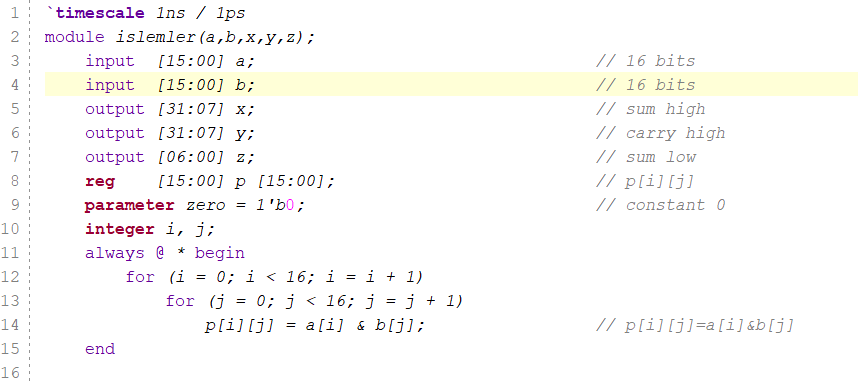 1 `timescale 1ns / 1ps
2 module islemler(a,b,x,y,z);
3 input [15:00] a; // 16 bits
4 input [15:00] b; // 16 bits
5 output [31:07] x; // sum high
6 output [31:07] y; // carry high
7 output [06:00] z; // sum low
8 reg [15:00] p [15:00]; // p[i][j]
9 parameter zero = 1'b0; // constant 0
10 integer i, j;
11 always @ * begin
12 for (i = 0; i < 16; i = i + 1)
13 for (j = 0; j < 16; j = j + 1)
14 p[i][j] = a[i] & b[j]; // p[i][j]=a[i]&b[j]
15 end
16